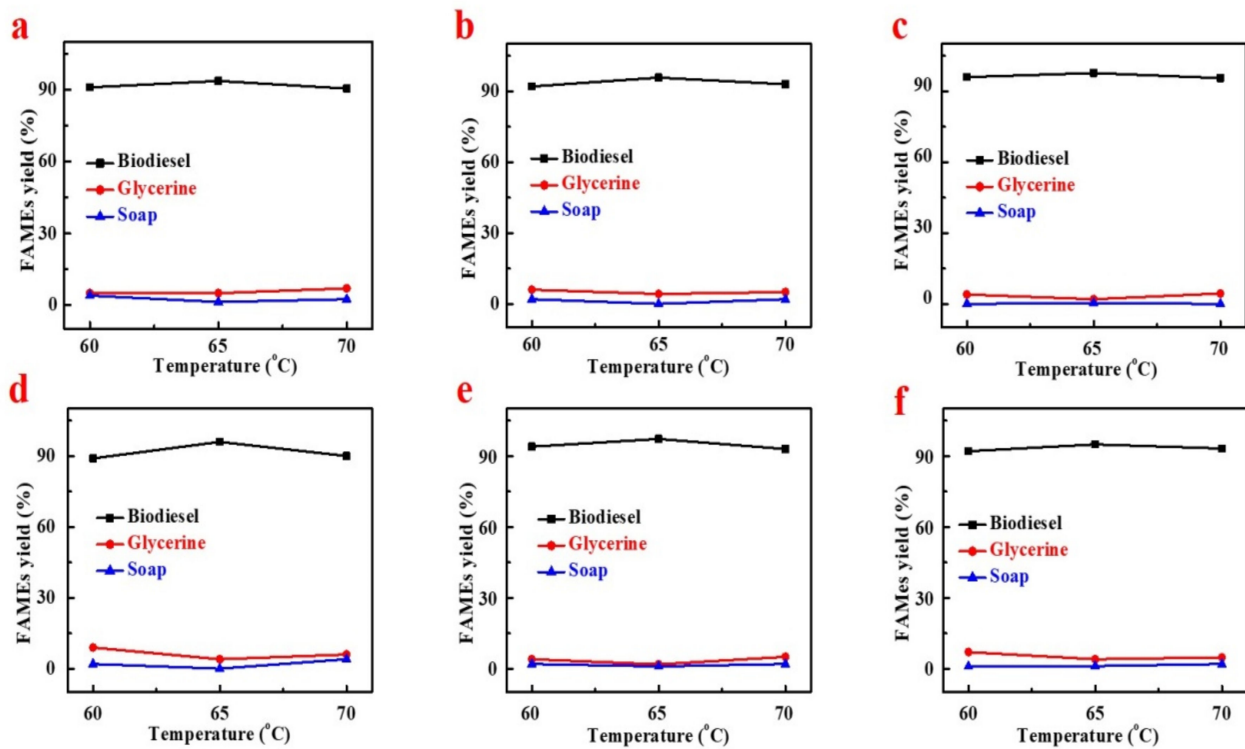 a
FAMEs yield (%)
90
60
30
0
Biodiesel
Glycerine
Soap
60 65 70
Temperature (°C)
b
FAMEs yield (%)
90
60
30
0
Biodiesel
Glycerine
Soap
60 65 70
Temperature (°C)
c
FAMEs yield (%)
90
60
30
0
Biodiesel
Glycerine
Soap
60 65 70
Temperature (°C)
d
FAMEs yield (%)
90
60
30
0
Biodiesel
Glycerine
Soap
60 65 70
Temperature (°C)
e
FAMEs yield (%)
90
60
30
0
Biodiesel
Glycerine
Soap
60 65 70
Temperature (°C)
f
FAMes yield (%)
90
60
30
0
Biodiesel
Glycerine
Soap
60 65 70
Temperature (°C)